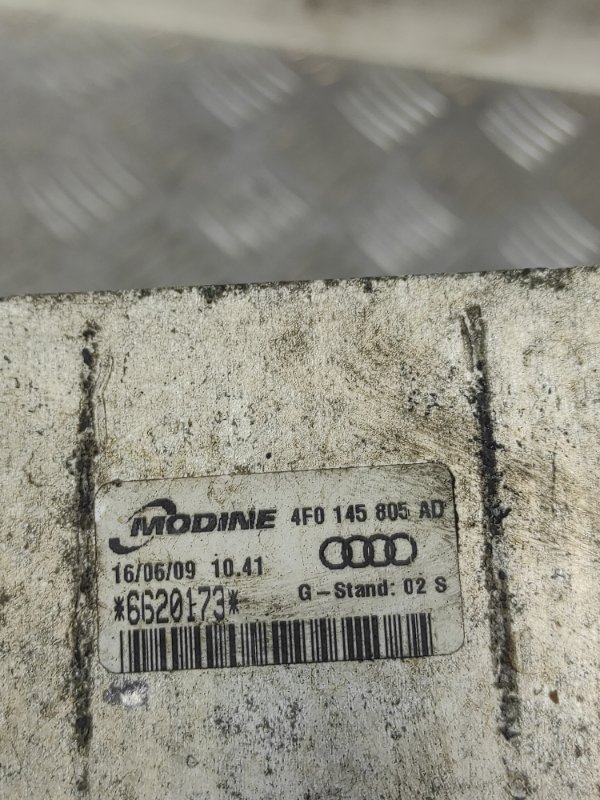 MODINE 4F0 145 805 AD
16/06/09 10.41
*6620173* G-Stand: 02 S